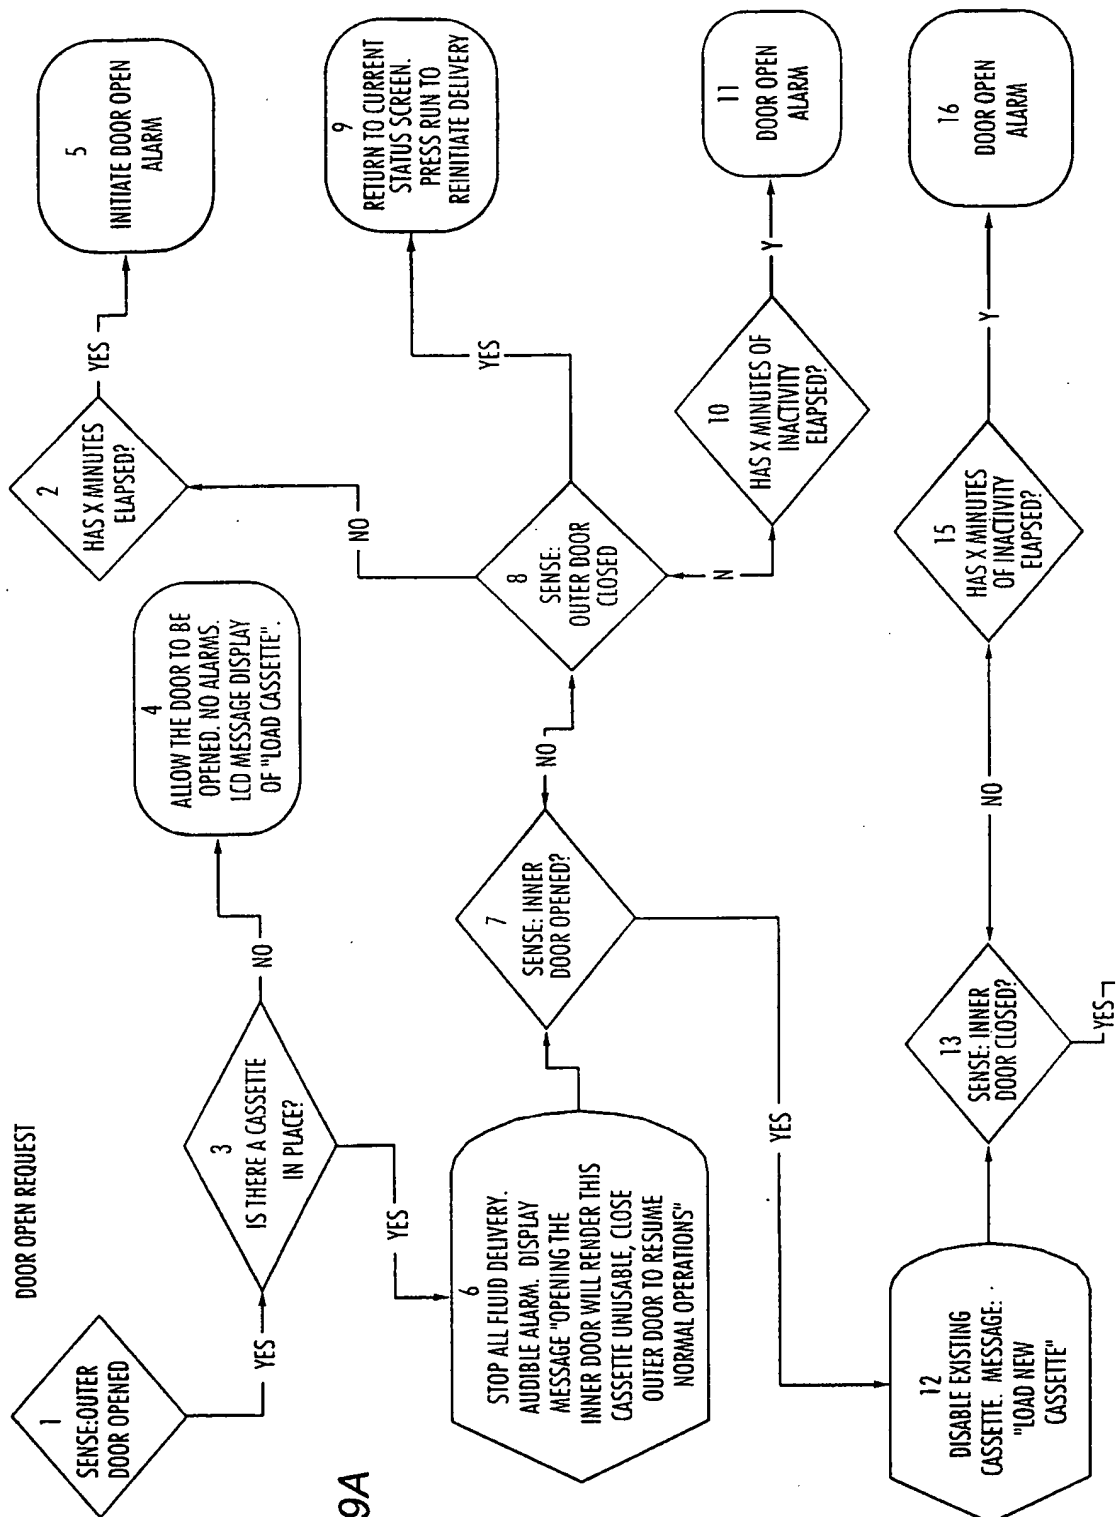 DOOR OPEN REQUEST
1
SENSE:OUTER
DOOR OPENED
YES
3
IS THERE A CASSETTE
IN PLACE?
NO
4
ALLOW THE DOOR TO BE
OPENED. NO ALARMS.
LCD MESSAGE DISPLAY
OF "LOAD CASSETTE".
YES
6
STOP ALL FLUID DELIVERY.
AUDIBLE ALARM. DISPLAY
MESSAGE "OPENING THE
INNER DOOR WILL RENDER THIS
CASSETTE UNUSABLE, CLOSE
OUTER DOOR TO RESUME
NORMAL OPERATIONS"
7
SENSE: INNER
DOOR OPENED?
NO
8
SENSE:
OUTER DOOR
CLOSED
NO
2
HAS X MINUTES
ELAPSED?
YES
5
INITIATE DOOR OPEN
ALARM
YES
9
RETURN TO CURRENT
STATUS SCREEN.
PRESS RUN TO
REINITIATE DELIVERY
N
10
HAS X MINUTES OF
INACTIVITY
ELAPSED?
Y
11
DOOR OPEN
ALARM
YES
12
DISABLE EXISTING
CASSETTE. MESSAGE:
"LOAD NEW
CASSETTE"
13
SENSE: INNER
DOOR CLOSED?
YES
NO
15
HAS X MINUTES
OF INACTIVITY
ELAPSED?
Y
16
DOOR OPEN
ALARM
9A